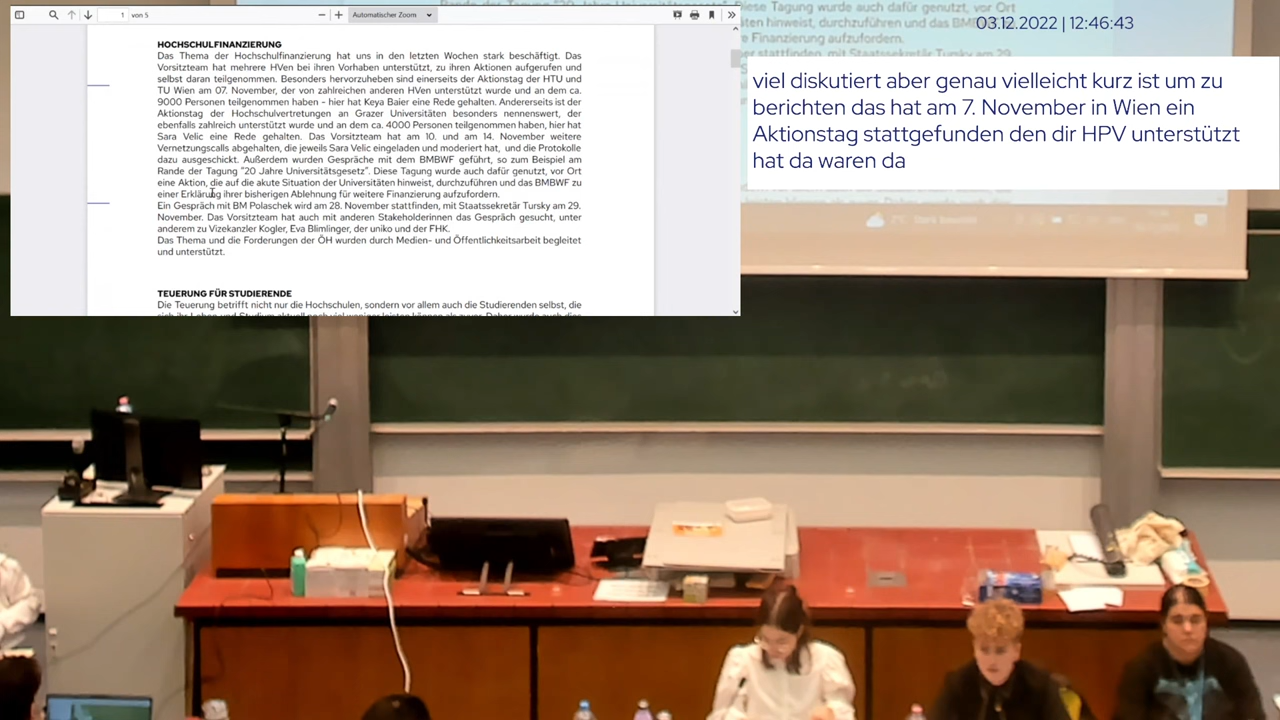 1 von 5
Automatischer Zoom
HOCHSCHULFINANZIERUNG
Das Thema der Hochschulfinanzierung hat uns in den letzten Wochen stark beschäftigt. Das
Vorsitzteam hat mehrere HVen bei ihren Vorhaben unterstützt, zu ihren Aktionen aufgerufen und
selbst daran teilgenommen. Besonders hervorzuheben sind einerseits der Aktionstag der HTU und
TU Wien am 07. November, der von zahlreichen anderen HVen unterstützt wurde und an dem ca.
9000 Personen teilgenommen haben – hier hat Keya Baier eine Rede gehalten. Andererseits ist der
Aktionstag der Hochschulvertretungen an Grazer Universitäten besonders nennenswert, der
ebenfalls zahlreich unterstützt wurde und an dem ca. 4000 Personen teilgenommen haben, hier hat
Sara Velic eine Rede gehalten. Das Vorsitzteam hat am 10. und am 14. November weitere
Vernetzungscalls abgehalten, die jeweils Sara Velic eingeladen und moderiert hat, und die Protokolle
dazu ausgeschickt. Außerdem wurden Gespräche mit dem BMBWF geführt, so zum Beispiel am
Rande der Tagung "20 Jahre Universitätsgesetz". Diese Tagung wurde auch dafür genutzt, vor Ort
eine Aktion, die auf die akute Situation der Universitäten hinweist, durchzuführen und das BMBWF zu
einer Erklärung ihrer bisherigen Ablehnung für weitere Finanzierung aufzufordern.
Ein Gespräch mit BM Polaschek wird am 28. November stattfinden, mit Staatssekretär Tursky am 29.
November. Das Vorsitzteam hat auch mit anderen Stakeholderinnen das Gespräch gesucht, unter
anderem zu Vizekanzler Kogler, Eva Blimlinger, der uniko und der FHK.
Das Thema und die Forderungen der ÖH wurden durch Medien- und Öffentlichkeitsarbeit begleitet
und unterstützt.
TEUERUNG FÜR STUDIERENDE
Die Teuerung betrifft nicht nur die Hochschulen, sondern vor allem auch die Studierenden selbst, die
Diese Tagung wurde auch dafür genutzt, vor Ort
03.12.2022 | 12:46:43
viel diskutiert aber genau vielleicht kurz ist um zu
berichten das hat am 7. November in Wien ein
Aktionstag stattgefunden den dir HPV unterstützt
hat da waren da